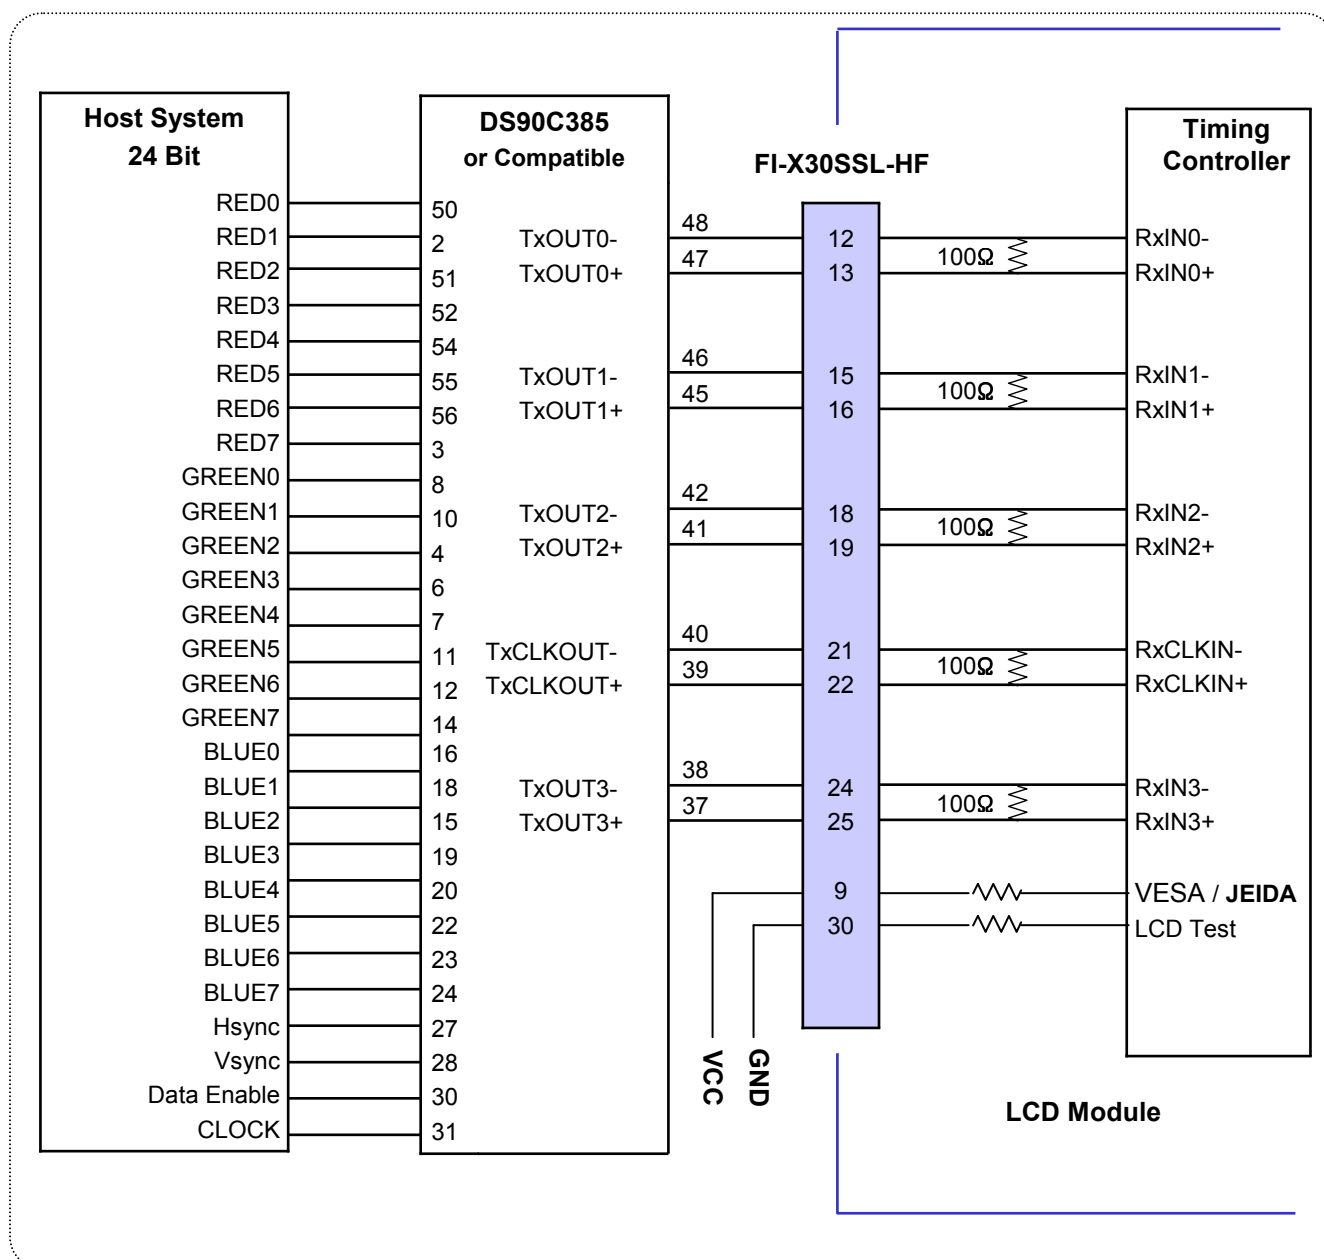 Host System
24 Bit
RED0
RED1
RED2
RED3
RED4
RED5
RED6
RED7
GREEN0
GREEN1
GREEN2
GREEN3
GREEN4
GREEN5
GREEN6
GREEN7
BLUE0
BLUE1
BLUE2
BLUE3
BLUE4
BLUE5
BLUE6
BLUE7
Hsync
Vsync
Data Enable
CLOCK
DS90C385
or Compatible
50
2
51
52
54
55
56
3
8
10
4
6
7
11
12
14
16
18
15
19
20
22
23
24
27
28
30
31
TxOUT0-
TxOUT0+
TxOUT1-
TxOUT1+
TxOUT2-
TxOUT2+
TxCLKOUT-
TxCLKOUT+
TxOUT3-
TxOUT3+
48
47
46
45
42
41
40
39
38
37
VCC
GND
FI-X30SSL-HF
12
13
15
16
18
19
21
22
24
25
9
30
100Ω
100Ω
100Ω
100Ω
100Ω
Timing
Controller
RxIN0-
RxIN0+
RxIN1-
RxIN1+
RxIN2-
RxIN2+
RxCLKIN-
RxCLKIN+
RxIN3-
RxIN3+
VESA / JEIDA
LCD Test
LCD Module